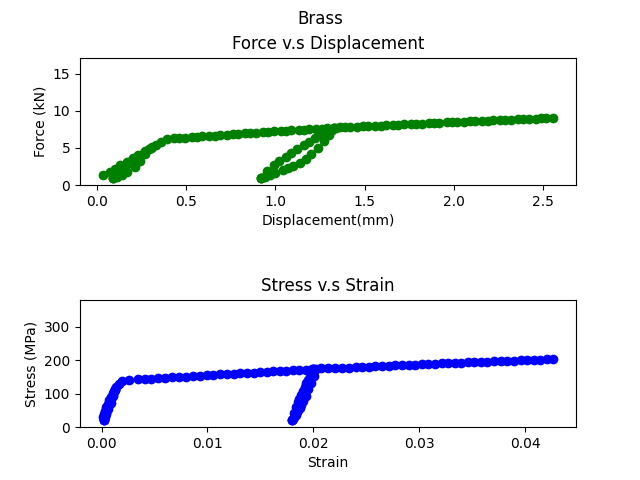 Brass
Force v.s Displacement
15
10
5
0
Force (kN)
0.0 0.5 1.0 1.5 2.0 2.5
Displacement(mm)
Stress v.s Strain
300
200
100
0
Stress (MPa)
0.00 0.01 0.02 0.03 0.04
Strain